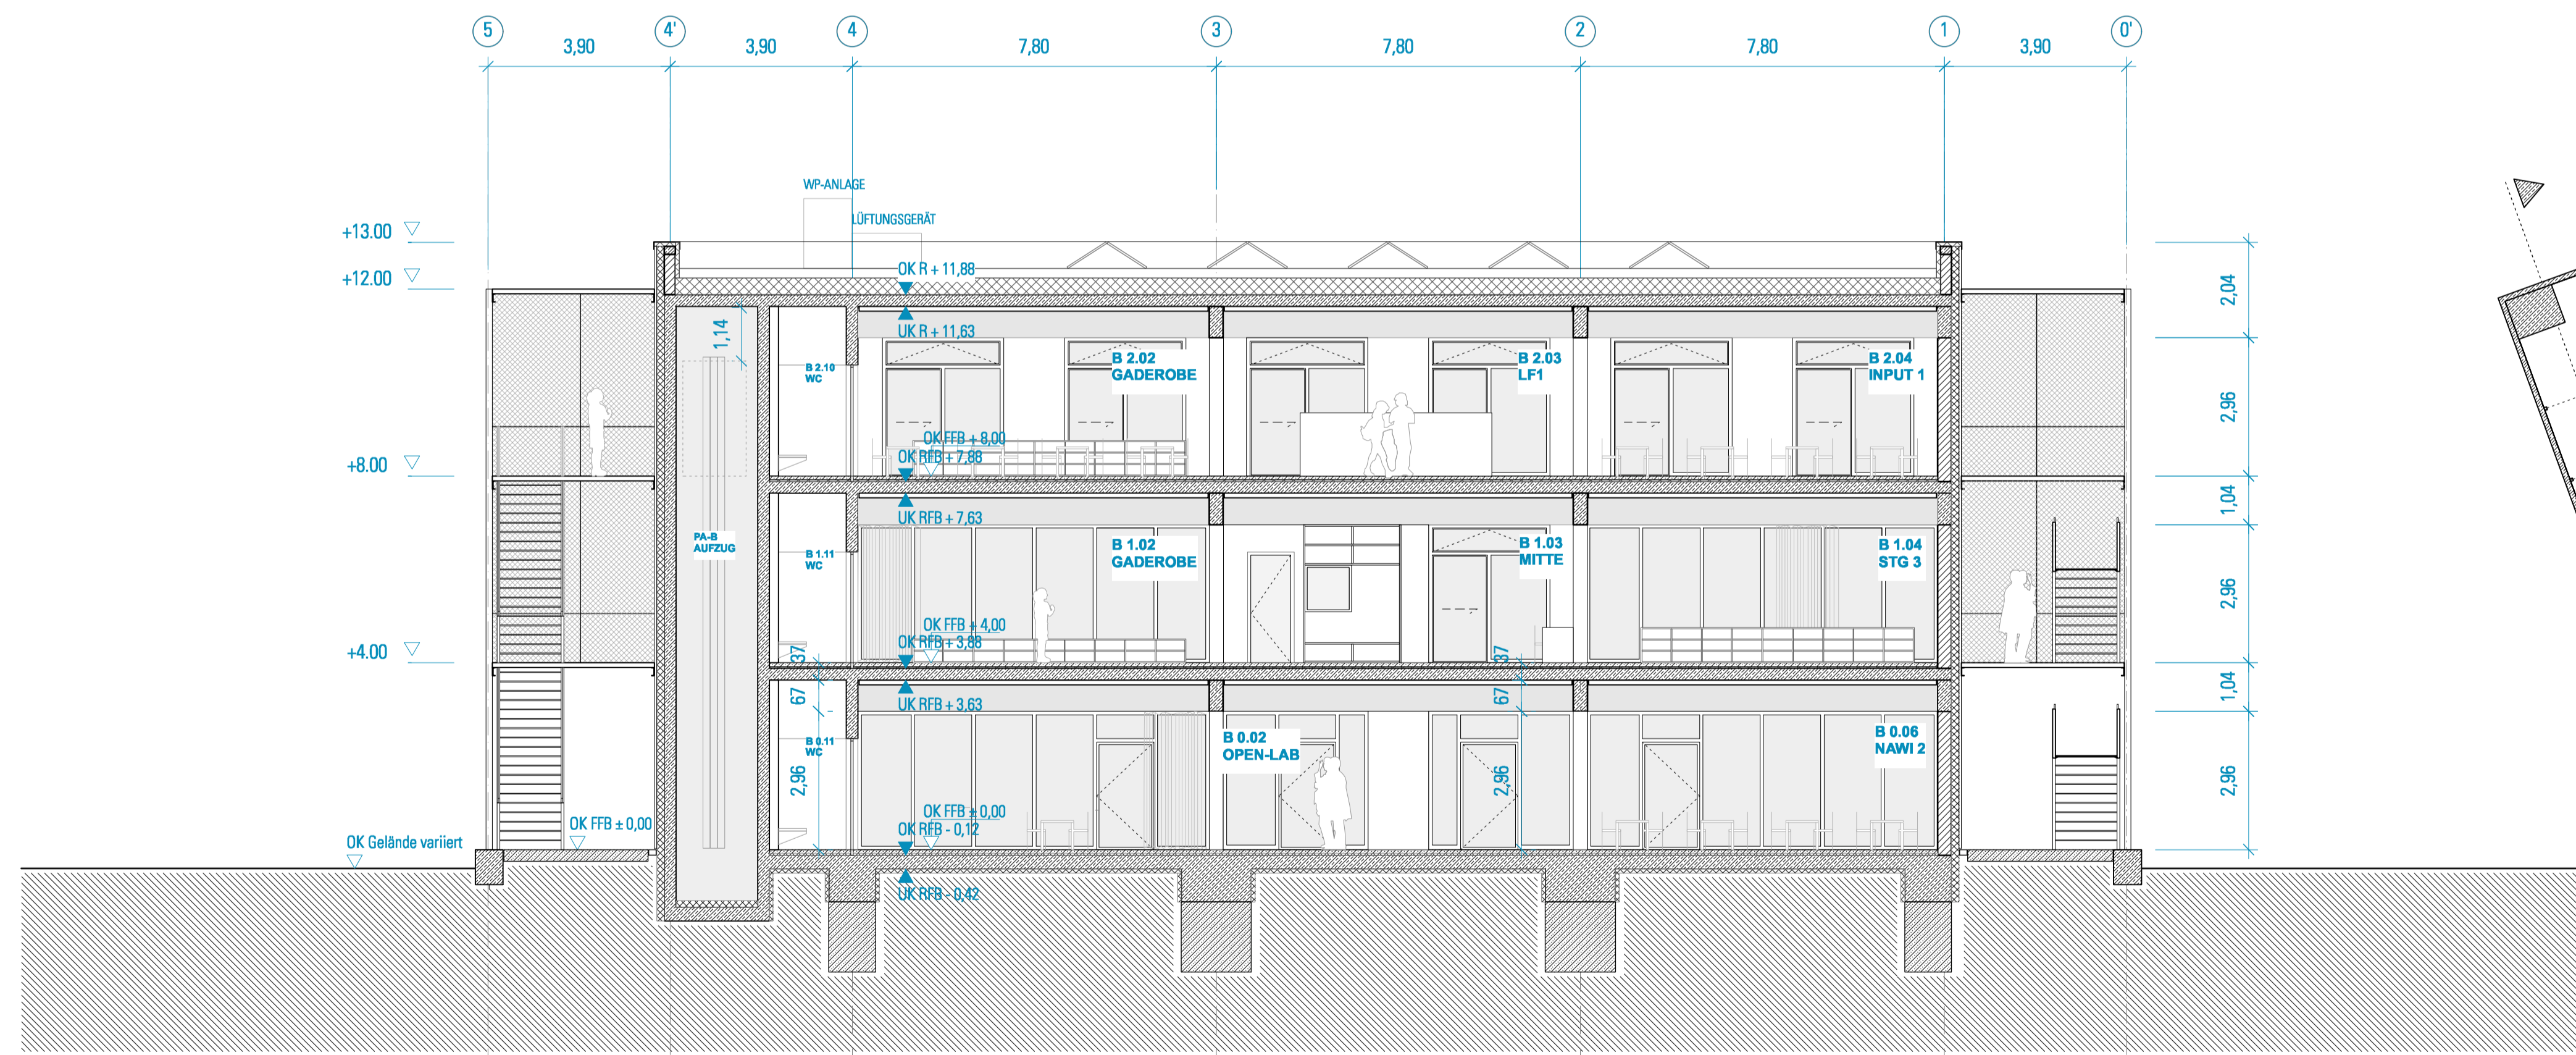 5
4'
4
3
2
1
0'
3,90
3,90
7,80
7,80
7,80
3,90
WP-ANLAGE
LÜFTUNGSGERÄT
+13.00
+12.00
OK R + 11,88
UK R + 11,63
1,14
2,04
B 2.10
WC
B 2.02
GADEROBE
B 2.03
LF1
B 2.04
INPUT 1
2,96
OK FFB + 8,00
OK RFB + 7,88
+8.00
UK RFB + 7,63
1,04
PA-B
AUFZUG
B 1.11
WC
B 1.02
GADEROBE
B 1.03
MITTE
B 1.04
STG 3
2,96
OK FFB + 4,00
OK RFB + 3,88
+4.00
37
37
67
67
UK RFB + 3,63
1,04
B 0.11
WC
B 0.02
OPEN-LAB
B 0.06
NAWI 2
2,96
2,96
2,96
OK FFB ± 0,00
OK FFB ± 0,00
OK RFB - 0,12
OK Gelände variiert
UK RFB - 0,42